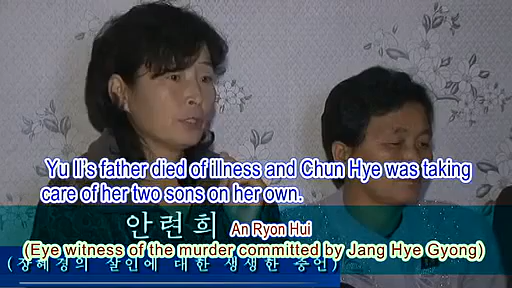 Yu Il's father died of illness and Chun Hye was taking
care of her two sons on her own.
안련희 An Ryon Hui
(Eye witness of the murder committed by Jang Hye Gyong)
(장혜경의 살인에 대한 생생한 증언)